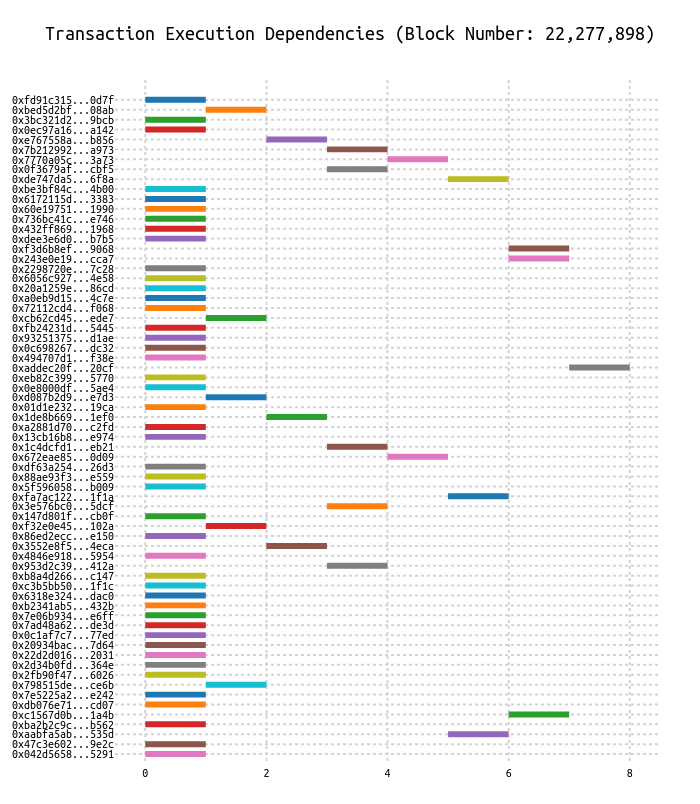 Transaction Execution Dependencies (Block Number: 22,277,898)
0xfd91c315...0d7f
0xbed5d2bf...08ab
0x3bc321d2...9bcb
0x0ec97a16...a142
0xe767558a...b856
0x7b212992...a973
0x7770a05c...3a73
0x0f3679af...cbf5
0xde747da5...6f8a
0xbe3bf84c...4b00
0x6172115d...3383
0x60e19751...1990
0x736bc41c...e746
0x432ff869...1968
0xdee3e6d0...b7b5
0xf3d6b8ef...9068
0x243e0e19...cca7
0x2298720e...7c28
0x6056c927...4e58
0x20a1259e...86cd
0xa0eb9d15...4c7e
0x72112cd4...f068
0xcb62cd45...ede7
0xfb24231d...5445
0x93251375...d1ae
0x0c698267...dc32
0x494707d1...f38e
0xaddec20f...20cf
0xeb82c399...5770
0x0e8000df...5ae4
0xd087b2d9...e7d3
0x01d1e232...19ca
0x1de8b669...1ef0
0xa2881d70...c2fd
0x13cb16b8...e974
0x1c4dcfd1...eb21
0x672eae85...0d09
0xdf63a254...26d3
0x88ae93f3...e559
0x5f596058...b009
0xfa7ac122...1f1a
0x3e576bc0...5dcf
0x147d801f...cb0f
0xf32e0e45...102a
0x86ed2ecc...e150
0x3552e8f5...4eca
0x4846e918...5954
0x953d2c39...412a
0xb8a4d266...c147
0xc3b5bb50...1f1c
0x6318e324...dac0
0xb2341ab5...432b
0x7e06b934...e6ff
0x7ad48a62...de3d
0x0c1af7c7...77ed
0x20934bac...7d64
0x22d2d016...2031
0x2d34b0fd...364e
0x2fb90f47...6026
0x798515de...ce6b
0x7e5225a2...e242
0xdb076e71...cd07
0xc1567d0b...1a4b
0xba2b2c9c...b562
0xaabfa5ab...535d
0x47c3e602...9e2c
0x042d5658...5291
0 2 4 6 8